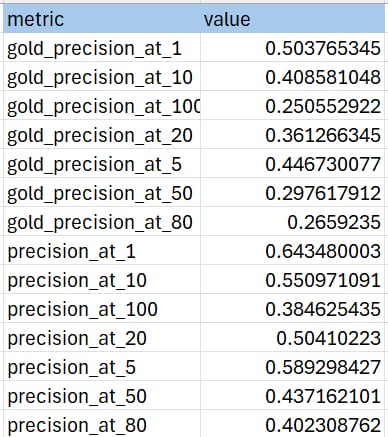 metric value
gold_precision_at_1 0.503765345
gold_precision_at_10 0.408581048
gold_precision_at_100 0.250552922
gold_precision_at_20 0.361266345
gold_precision_at_5 0.446730077
gold_precision_at_50 0.297617912
gold_precision_at_80 0.2659235
precision_at_1 0.643480003
precision_at_10 0.550971091
precision_at_100 0.384625435
precision_at_20 0.50410223
precision_at_5 0.589298427
precision_at_50 0.437162101
precision_at_80 0.402308762